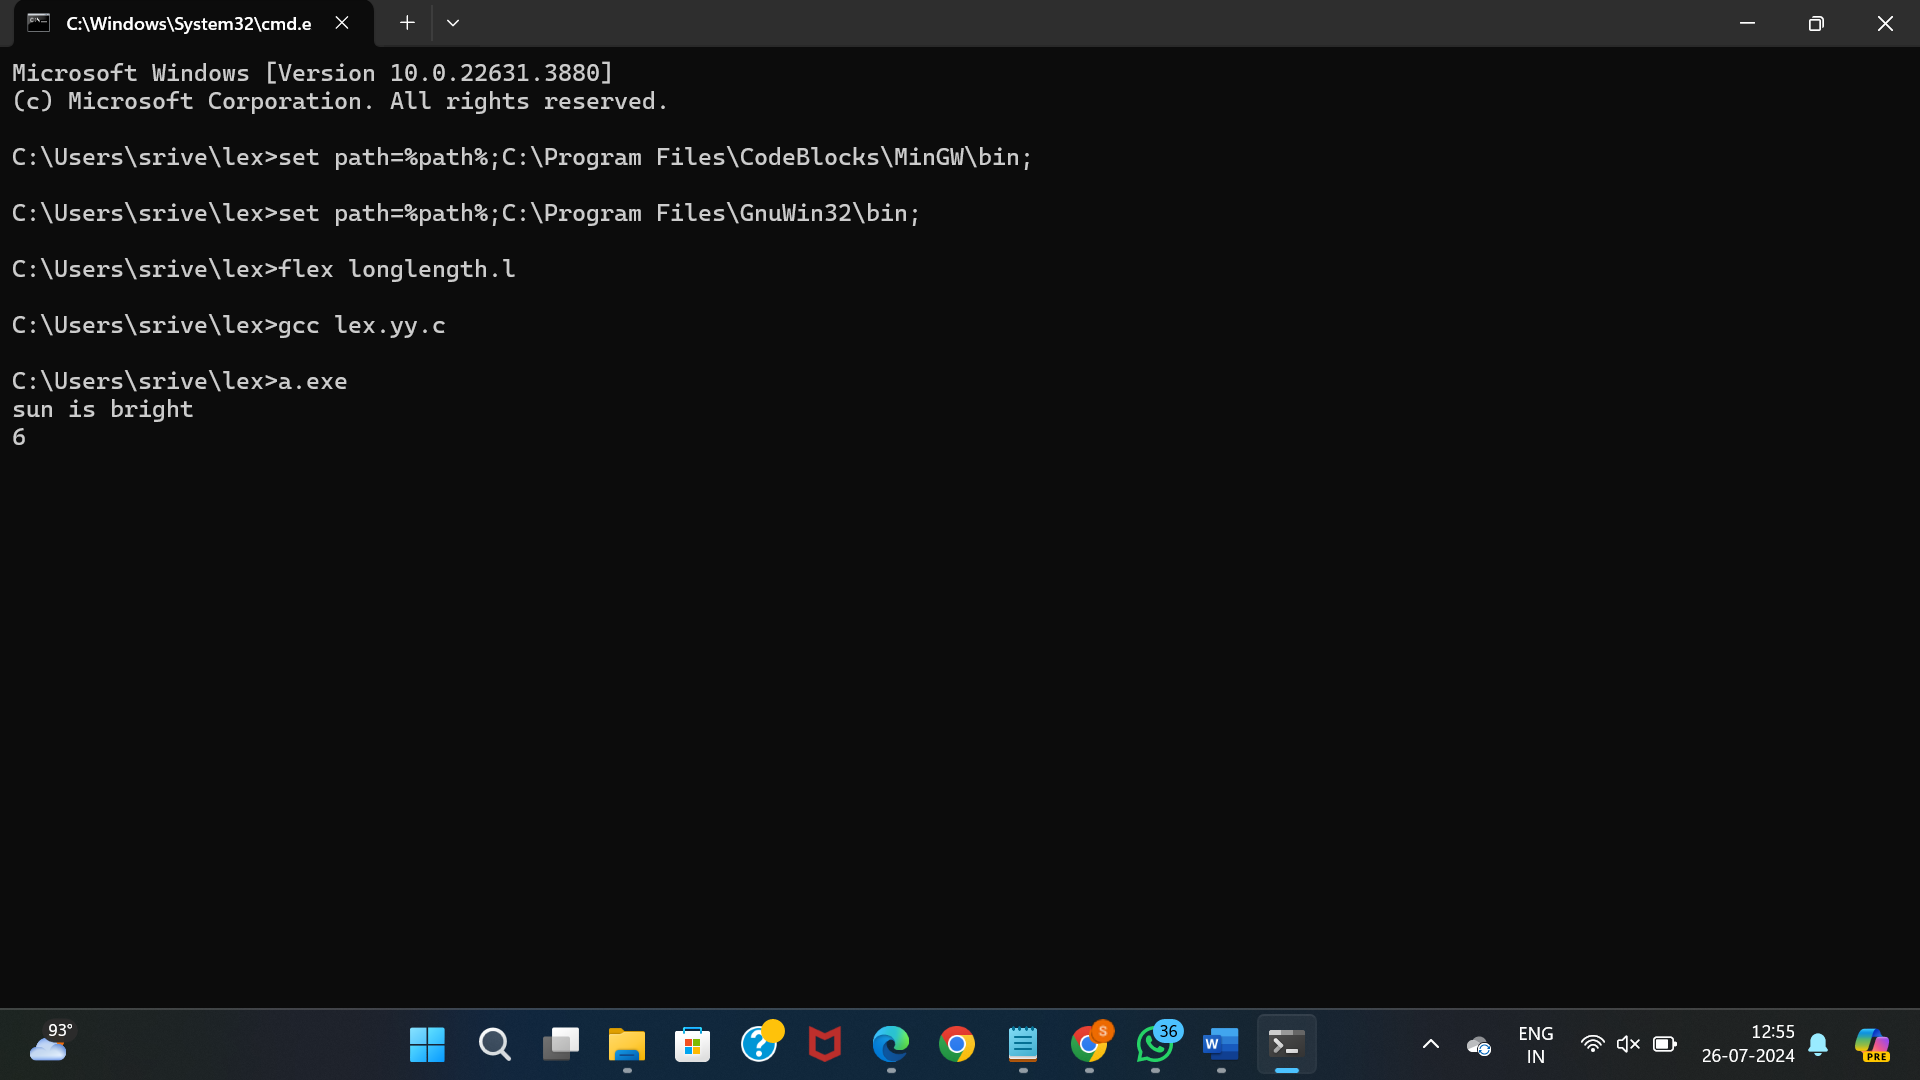 C:\Windows\System32\cmd.e
Microsoft Windows [Version 10.0.22631.3880]
(c) Microsoft Corporation. All rights reserved.
C:\Users\srive\lex>set path=%path%;C:\Program Files\CodeBlocks\MinGW\bin;
C:\Users\srive\lex>set path=%path%;C:\Program Files\GnuWin32\bin;
C:\Users\srive\lex>flex longlength.l
C:\Users\srive\lex>gcc lex.yy.c
C:\Users\srive\lex>a.exe
sun is bright
6
93°
S
36
W
ENG
IN
12:55
26-07-2024
PRE